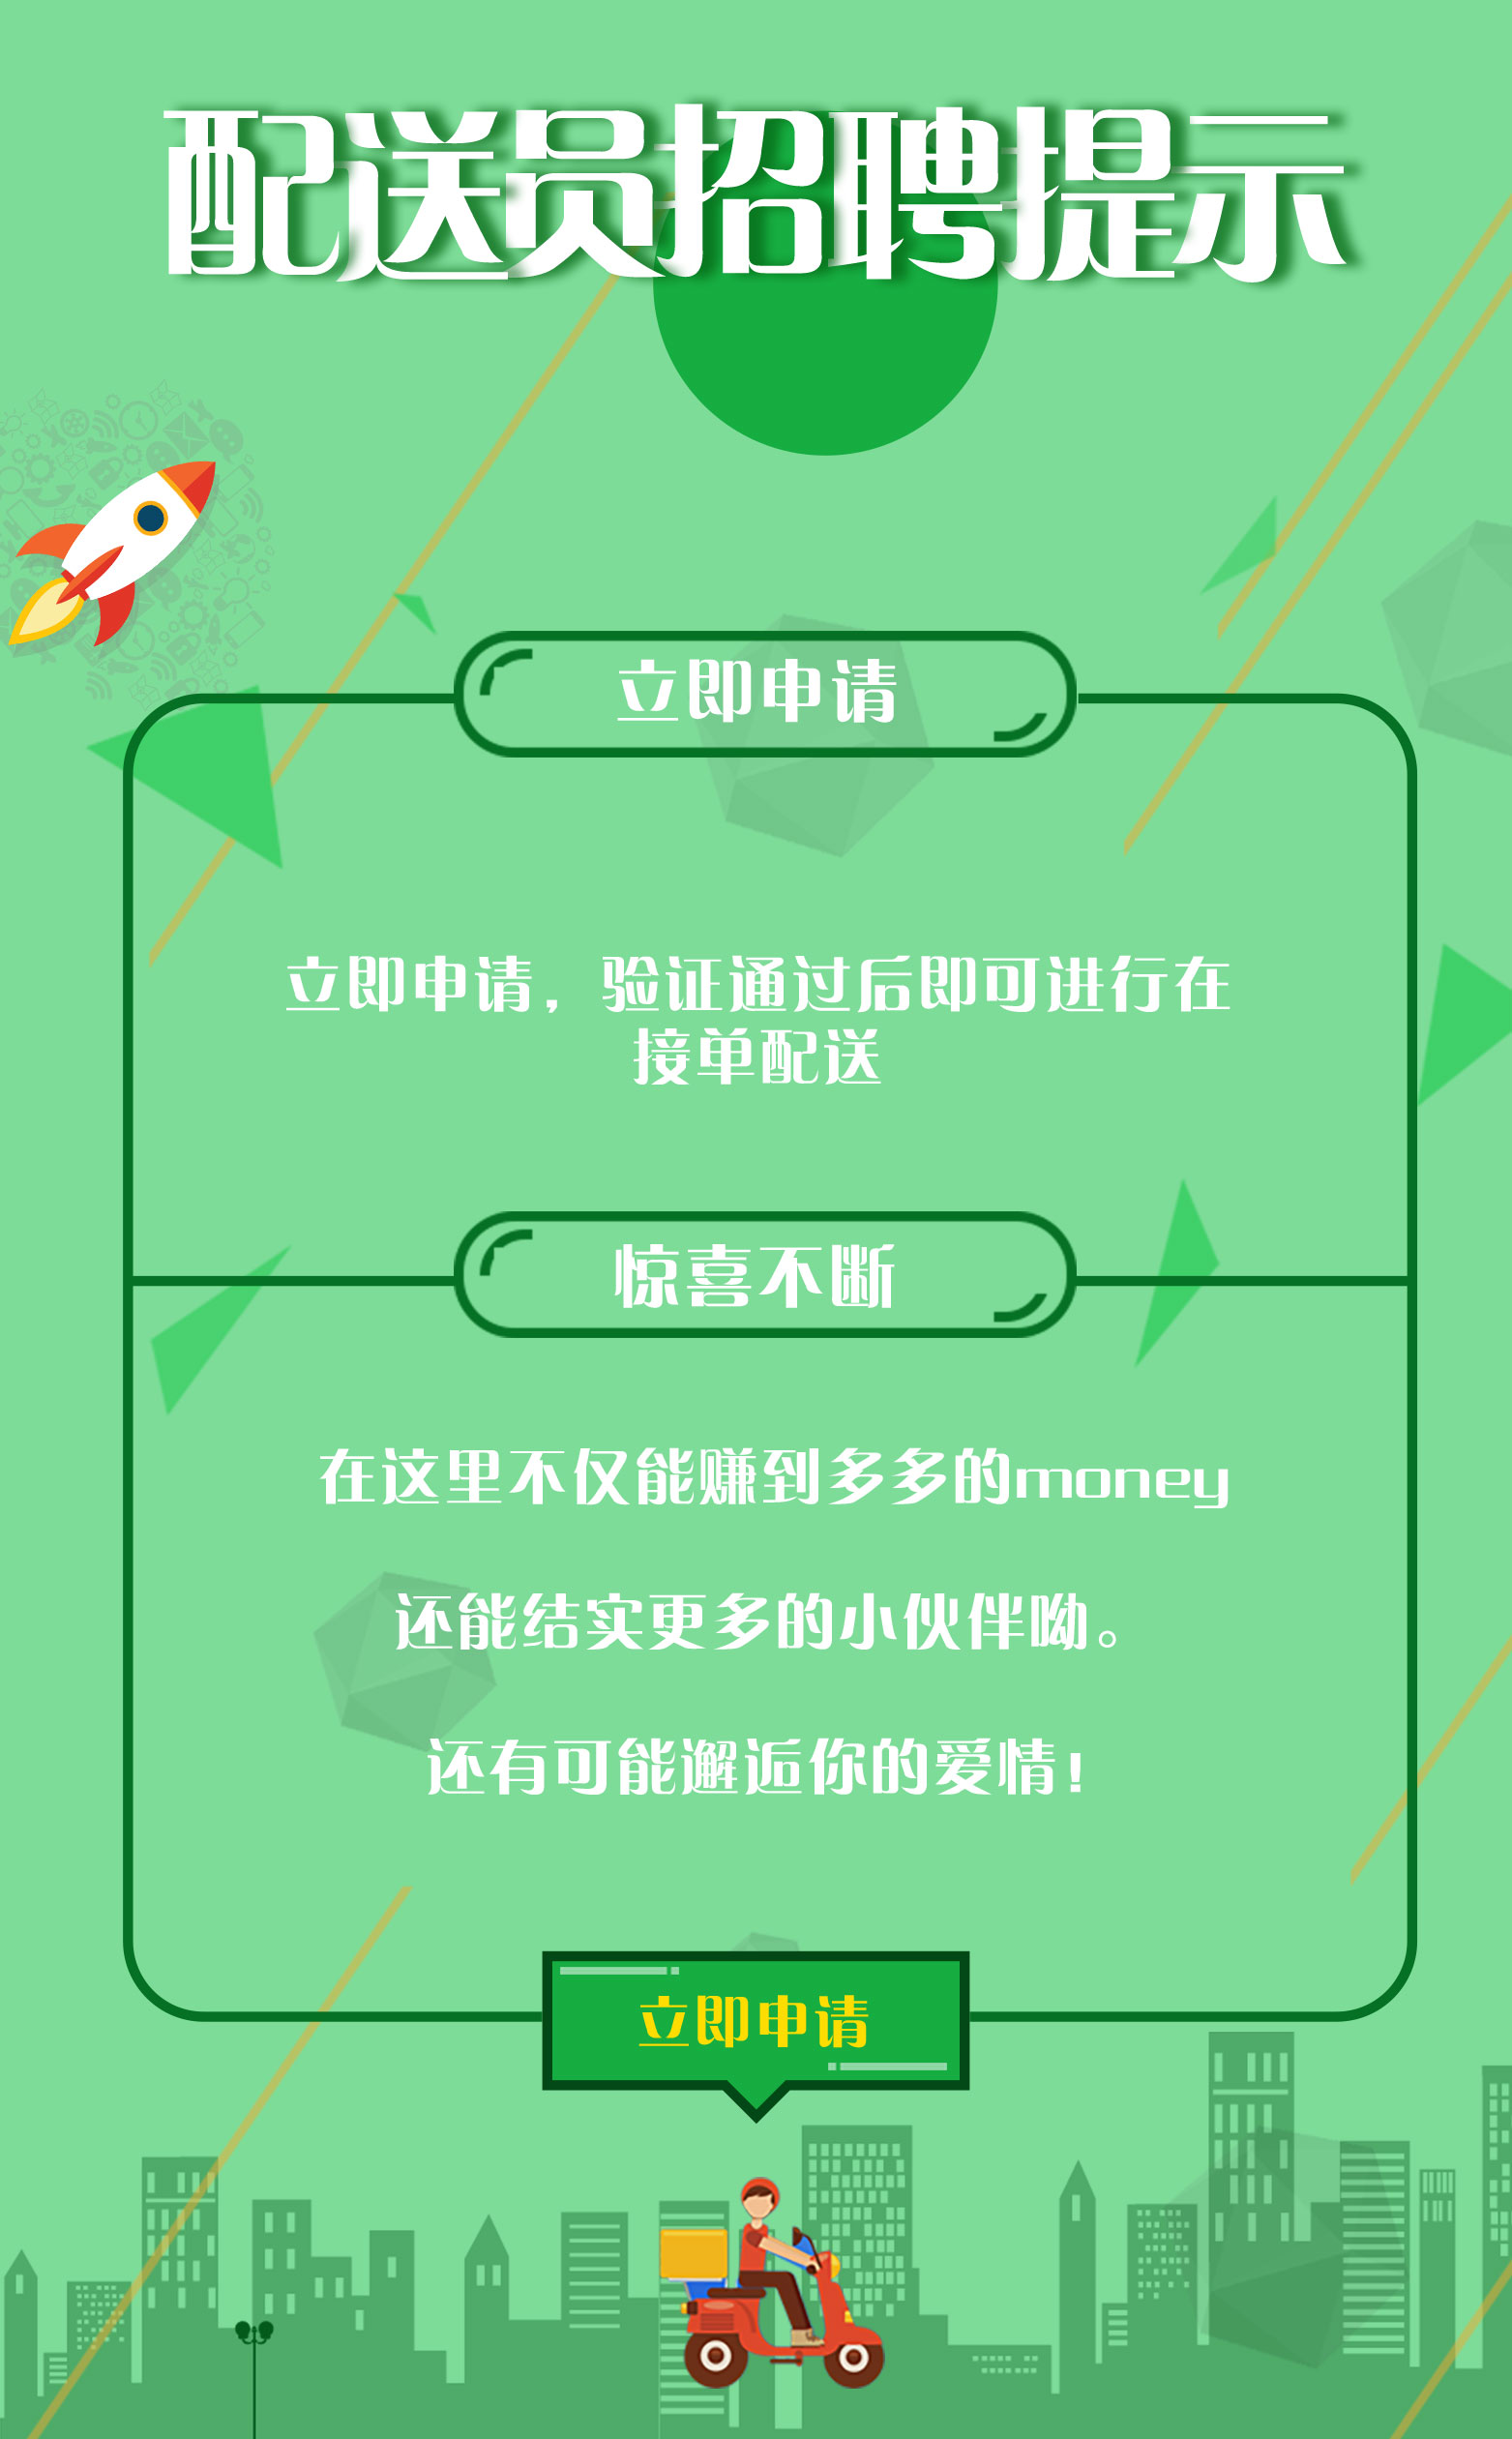 配送员招聘提示
立即申请
立即申请，验证通过后即可进行在
接单配送
惊喜不断
在这里不仅能赚到多多的money
还能结实更多的小伙伴呦。
还有可能邂逅你的爱情！
立即申请